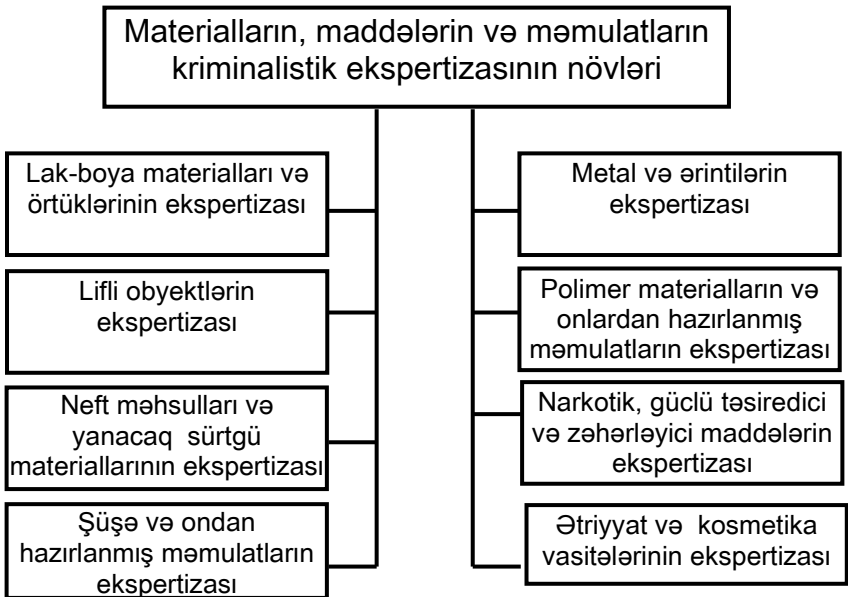 Materialların, maddələrin və məmulatların
kriminalistik ekspertizasının növləri
Lak-boya materialları və
örtüklərinin ekspertizası
Lifli obyektlərin
ekspertizası
Neft məhsulları və
yanacaq sürtgü
materiallarının ekspertizası
Şüşə və ondan
hazırlanmış məmulatların
ekspertizası
Metal və ərintilərin
ekspertizası
Polimer materialların və
onlardan hazırlanmış
məmulatların ekspertizası
Narkotik, güclü təsiredici
və zəhərləyici maddələrin
ekspertizası
Ətriyyat və kosmetika
vasitələrinin ekspertizası